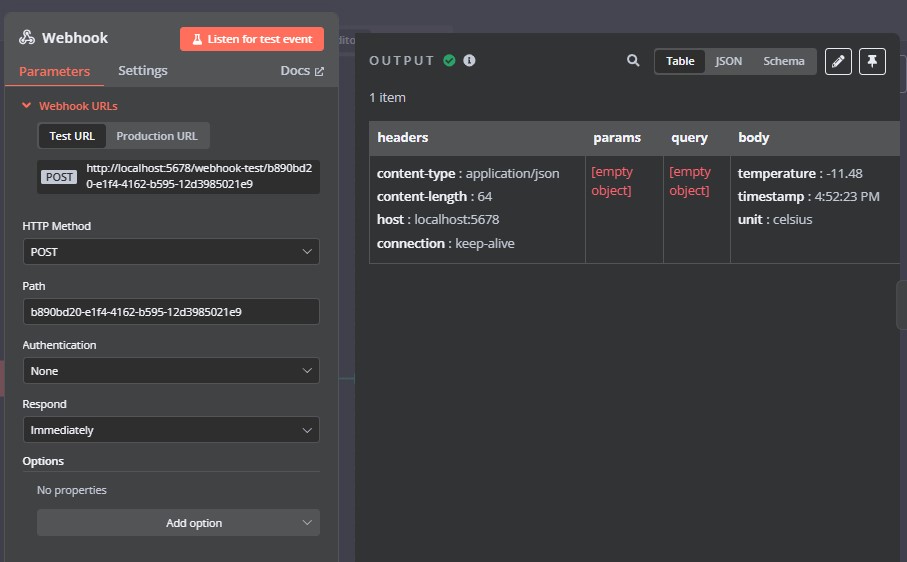 Webhook
Listen for test event
Parameters
Settings
Docs
Webhook URLs
Test URL
Production URL
POST
http://localhost:5678/webhook-test/b890bd2
0-e1f4-4162-b595-12d3985021e9
HTTP Method
POST
Path
b890bd20-e1f4-4162-b595-12d3985021e9
Authentication
None
Respond
Immediately
Options
No properties
Add option
OUTPUT
Table
JSON
Schema
1 item
headers
params
query
body
content-type : application/json
content-length : 64
host : localhost:5678
connection : keep-alive
[empty
object]
[empty
object]
temperature : -11.48
timestamp : 4:52:23 PM
unit : celsius